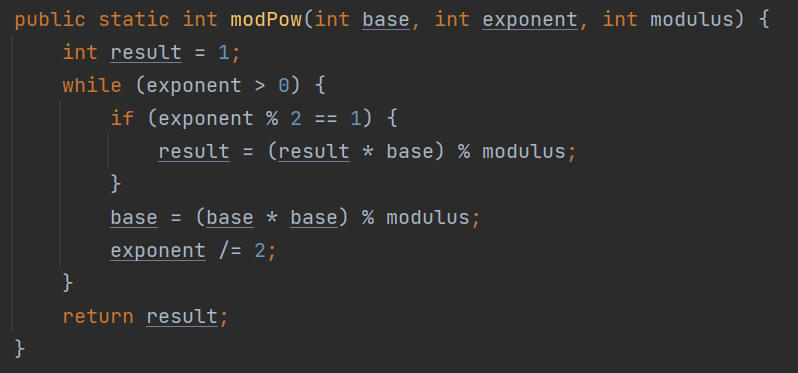 public static int modPow(int base, int exponent, int modulus) {
    int result = 1;
    while (exponent > 0) {
        if (exponent % 2 == 1) {
            result = (result * base) % modulus;
        }
        base = (base * base) % modulus;
        exponent /= 2;
    }
    return result;
}